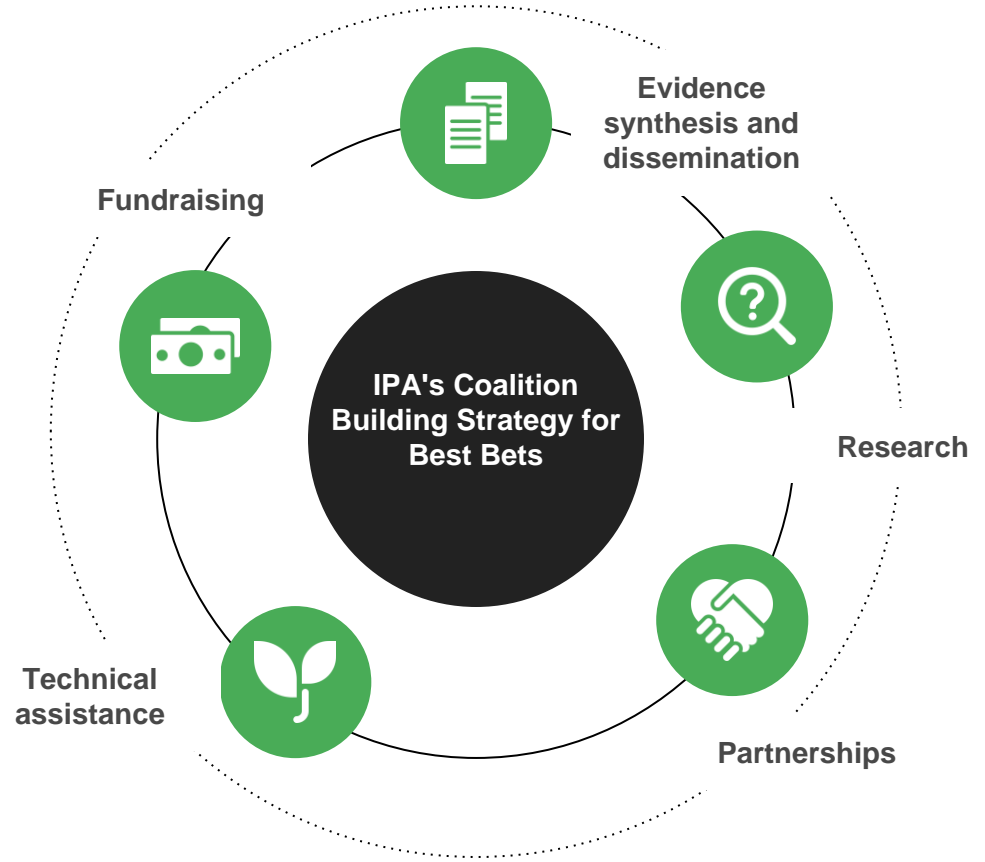 Evidence
synthesis and
dissemination
Fundraising
IPA's Coalition
Building Strategy for
Best Bets
Research
Technical
assistance
Partnerships